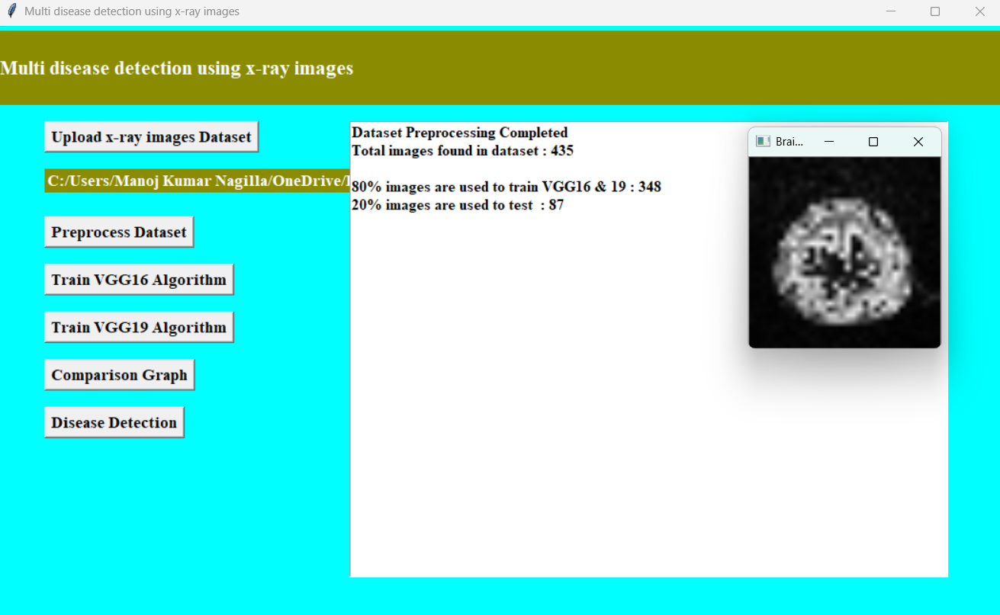 Multi disease detection using x-ray images
Multi disease detection using x-ray images
Upload x-ray images Dataset
C:/Users/Manoj Kumar Nagilla/OneDrive/
Preprocess Dataset
Train VGG16 Algorithm
Train VGG19 Algorithm
Comparison Graph
Disease Detection
Dataset Preprocessing Completed
Total images found in dataset : 435
80% images are used to train VGG16 & 19 : 348
20% images are used to test : 87
Brai...